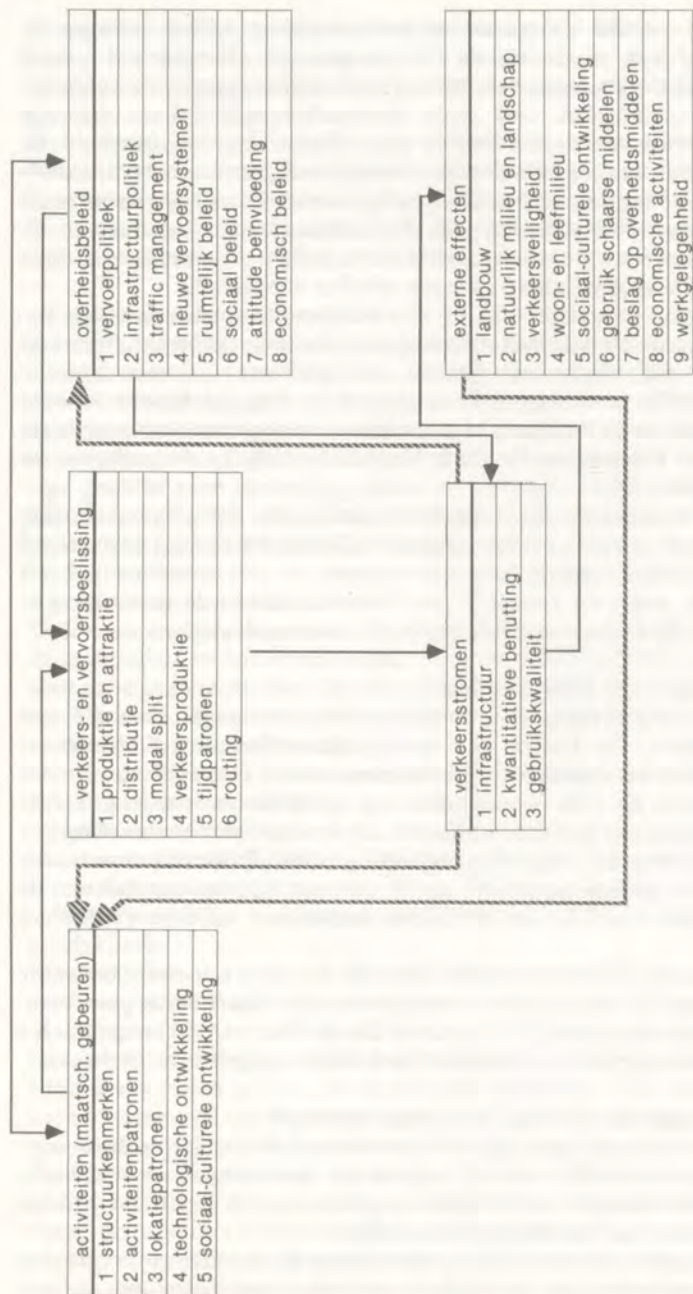 activiteiten (maatsch. gebeuren)
1 structuurkenmerken
2 activiteitenpatronen
3 lokatiepatronen
4 technologische ontwikkeling
5 sociaal-culturele ontwikkeling
verkeers- en vervoersbeslissing
1 produktie en attraktie
2 distributie
3 modal split
4 verkeersproduktie
5 tijdpatronen
6 routing
overheidsbeleid
1 vervoerpolitiek
2 infrastructuurpolitiek
3 traffic management
4 nieuwe vervoersystemen
5 ruimtelijk beleid
6 sociaal beleid
7 attitude beïnvloeding
8 economisch beleid
verkeersstromen
1 infrastructuur
2 kwantitatieve benutting
3 gebruikskwaliteit
externe effecten
1 landbouw
2 natuurlijk milieu en landschap
3 verkeersveiligheid
4 woon- en leefmilieu
5 sociaal-culturele ontwikkeling
6 gebruik schaarse middelen
7 beslag op overheidsmiddelen
8 economische activiteiten
9 werkgelegenheid